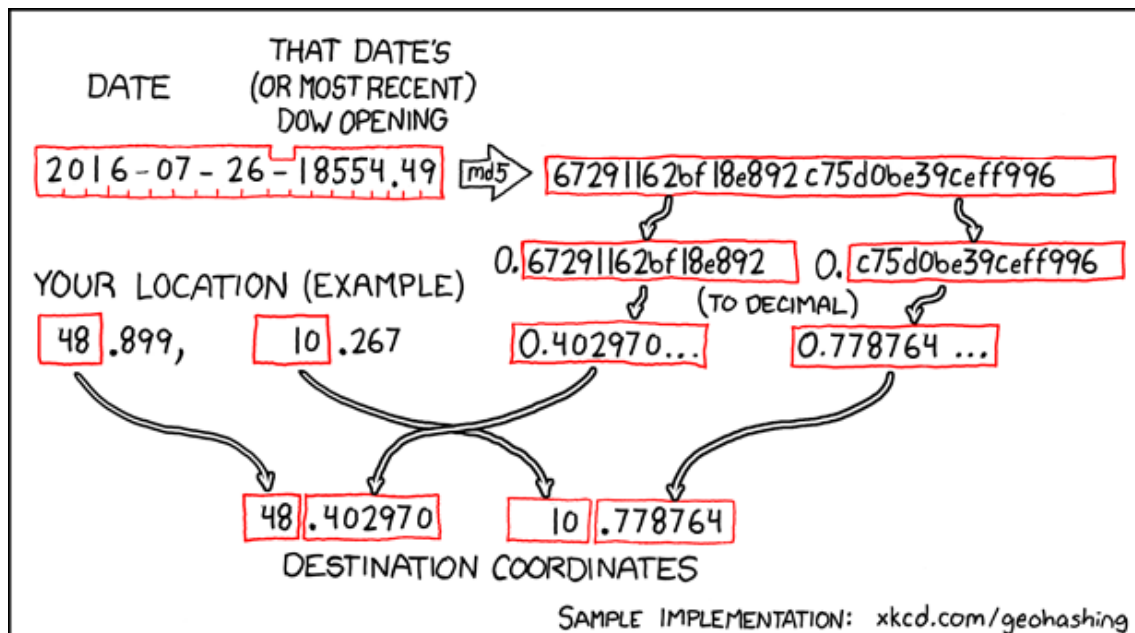 DATE
THAT DATE'S
(OR MOST RECENT)
DOW OPENING
2016-07-26-18554.49
md5
67291162bf18e892c75d0be39ceff996
0.67291162bf18e892
0.c75d0be39ceff996
YOUR LOCATION (EXAMPLE)
(TO DECIMAL)
48.899,
10.267
0.402970...
0.778764...
48.402970
10.778764
DESTINATION COORDINATES
SAMPLE IMPLEMENTATION: xkcd.com/geohashing